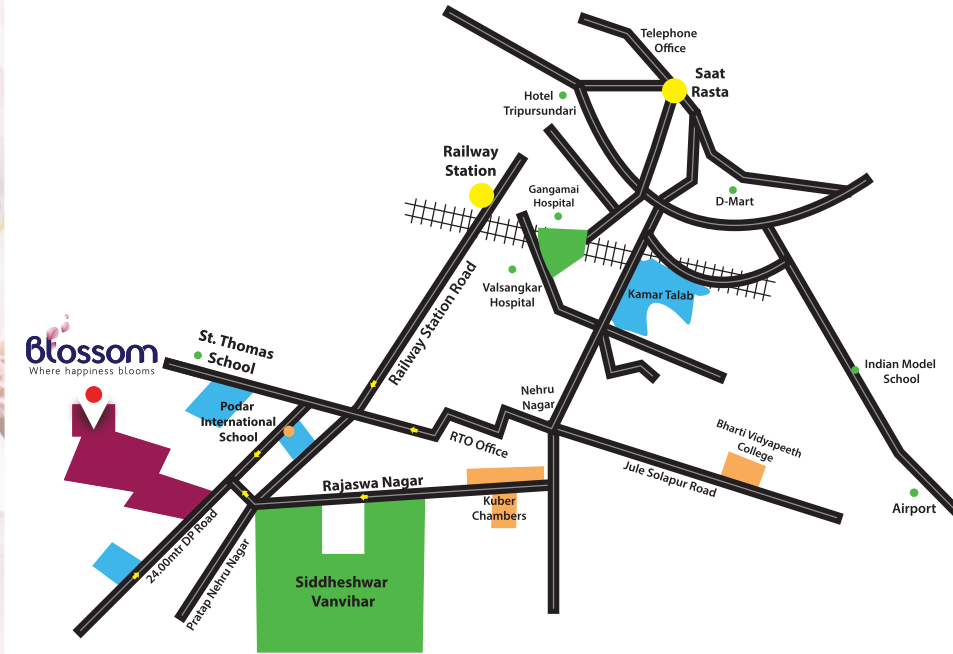 Telephone
Office
Saat
Rasta
Hotel
Tripursundari
Railway
Station
Gangamai
Hospital
D-Mart
Valsangkar
Hospital
Kamar Talab
Railway Station Road
Blossom
Where happiness blooms
St. Thomas
School
Indian Model
School
Podar
International
School
Nehru
Nagar
RTO Office
Bharti Vidyapeeth
College
Jule Solapur Road
Rajaswa Nagar
Kuber
Chambers
Airport
24.00mtr DP Road
Pratap Nehru Nagar
Siddheshwar
Vanvihar